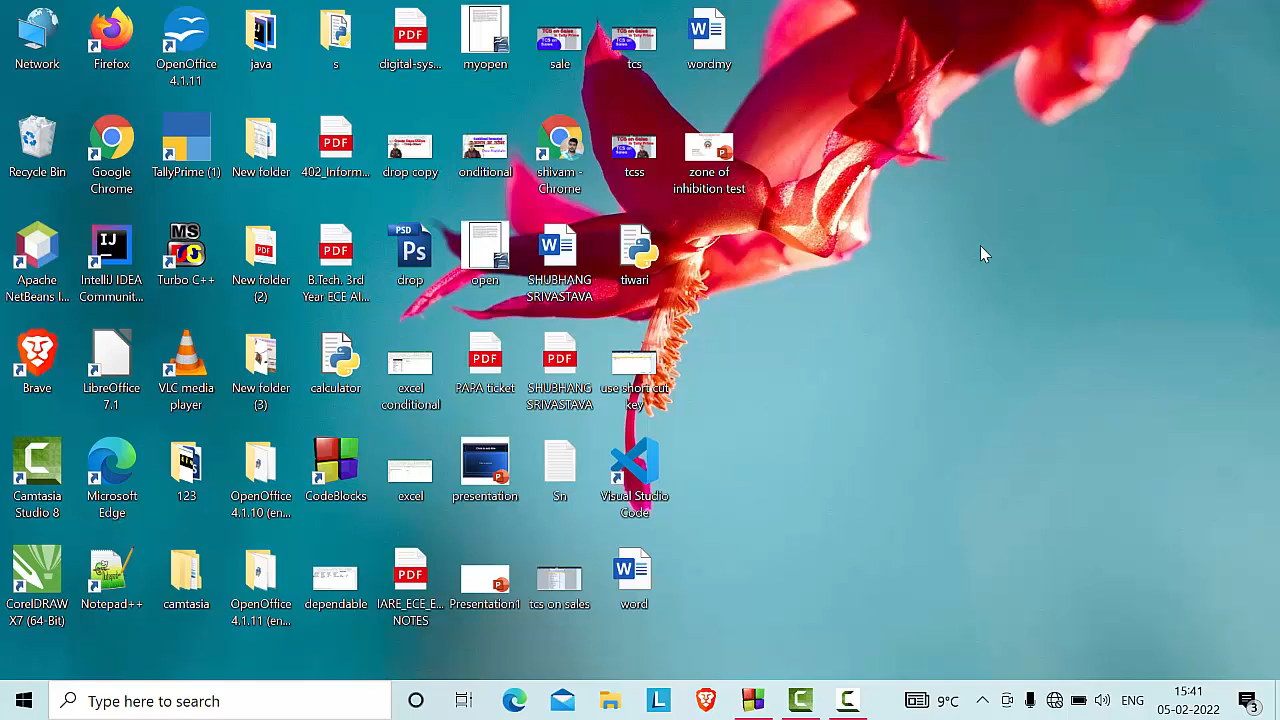 Network
Firefox
OpenOffice
4.1.11
java
s
digital-sys...
myopen
sale
tcs
wordmy
Recycle Bin
Google
Chrome
TallyPrime (1)
New folder
402_Inform...
drop copy
onditional
shivam -
Chrome
tcss
zone of
inhibition test
Apache
NetBeans I...
IntelliJ IDEA
Communit...
Turbo C++
New folder
(2)
B.Tech. 3rd
Year ECE AI...
drop
open
SHUBHANG
SRIVASTAVA
tiwari
Brave
LibreOffice
7.1
VLC media
player
New folder
(3)
calculator
excel
conditional
PAPA ticket
SHUBHANG
SRIVASTAVA
use short cut
key
Camtasia
Studio 8
Microsoft
Edge
123
OpenOffice
4.1.10 (en...
CodeBlocks
excel
presentation
Sn
Visual Studio
Code
CorelDRAW
X7 (64-Bit)
Notepad++
camtasia
OpenOffice
4.1.11 (en...
dependable
IARE_ECE_E...
NOTES
Presentation1
tcs on sales
word
Type here to search
9°C
ENG
15:41
05-02-2022
3